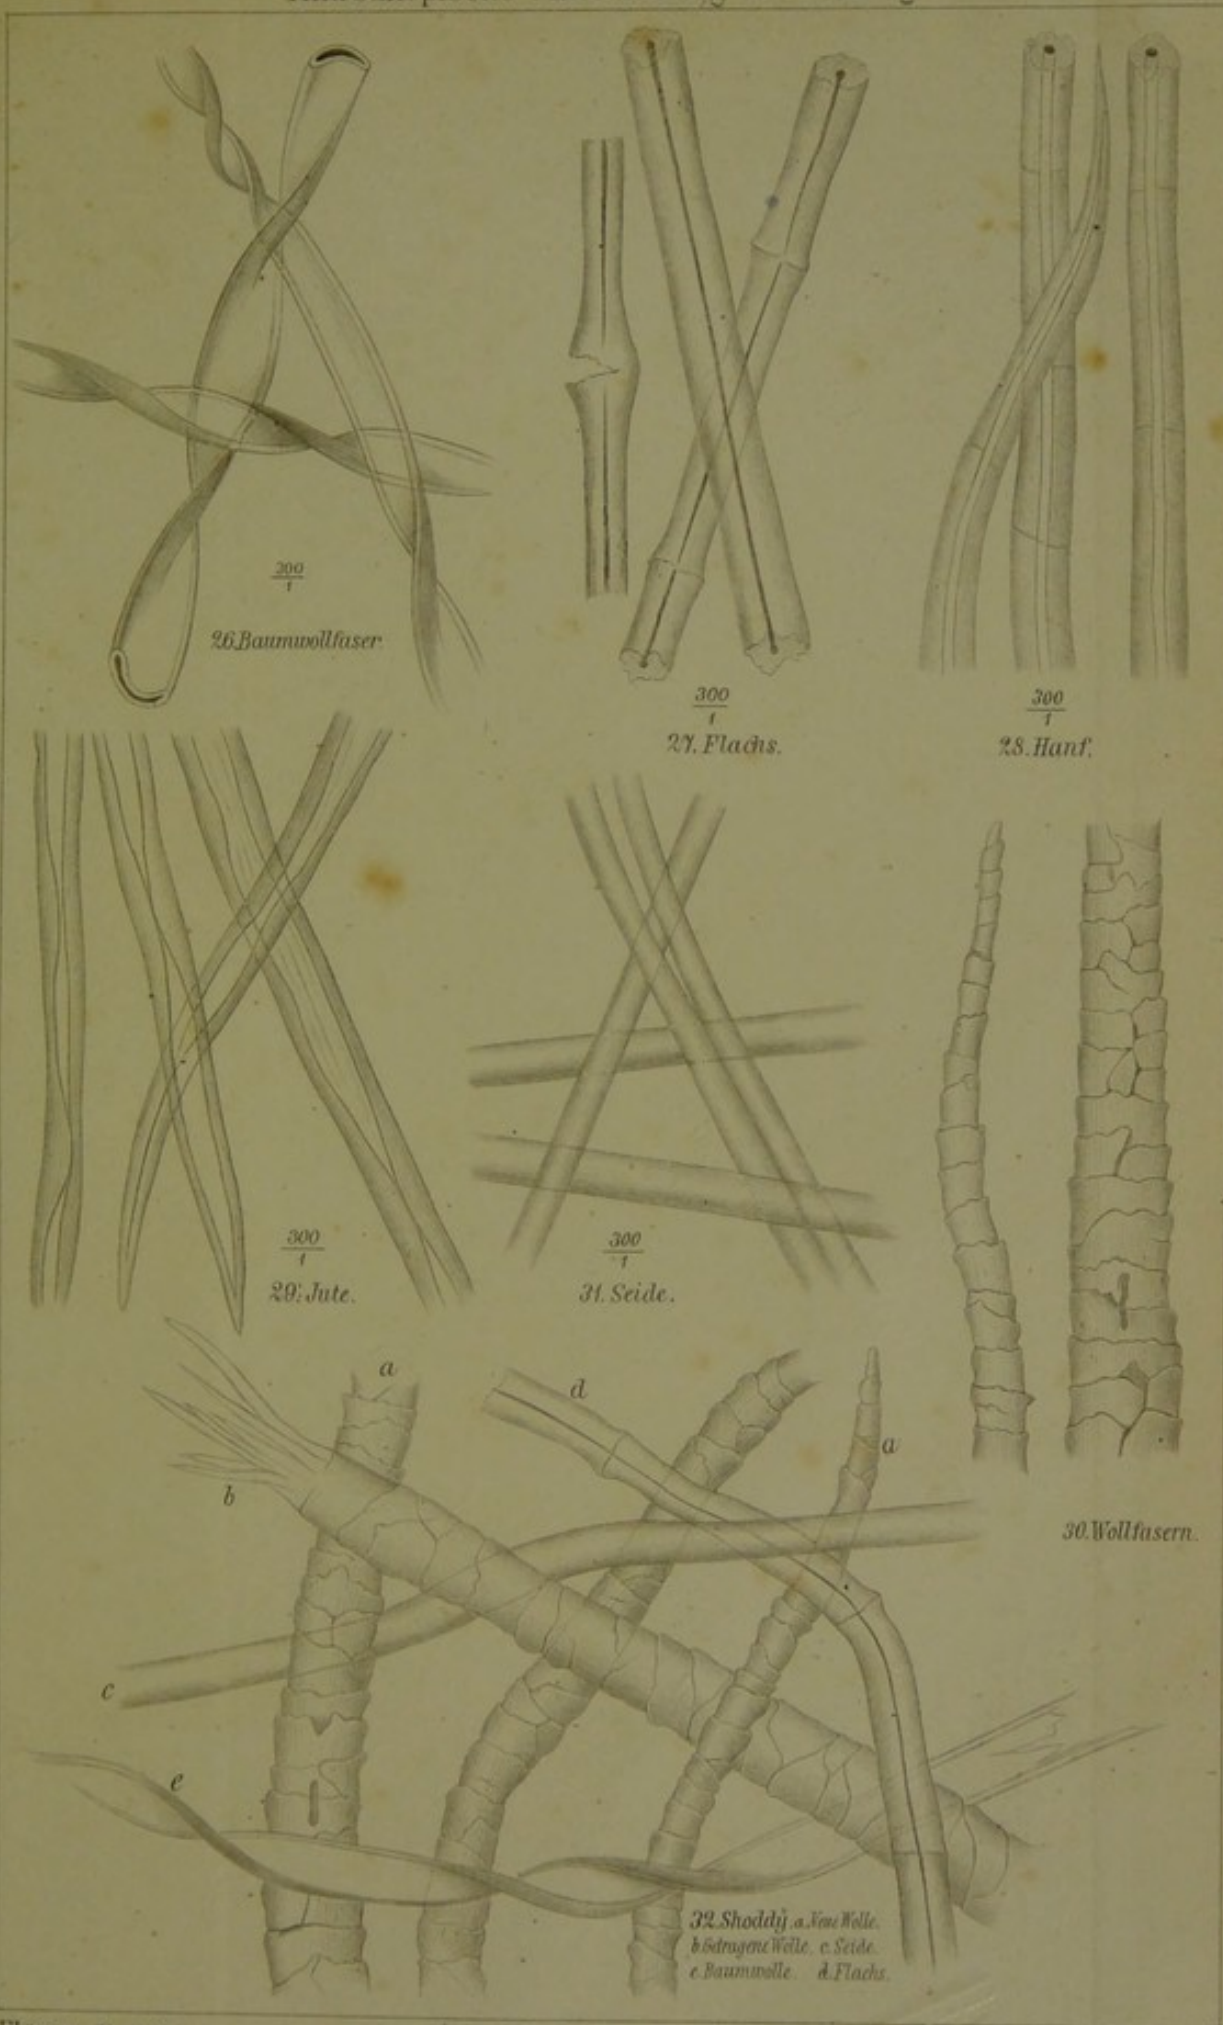 300
1
26. Baumwollfaser
300
1
27. Flachs.
300
1
28. Hanf.
300
1
29. Jute.
300
1
31. Seide.
30. Wollfasern.
a
d
a
b
c
e
32. Shoddy. a. Neue Wolle.
b. Getragene Wolle. c. Seide.
e. Baumwolle. d. Flachs.